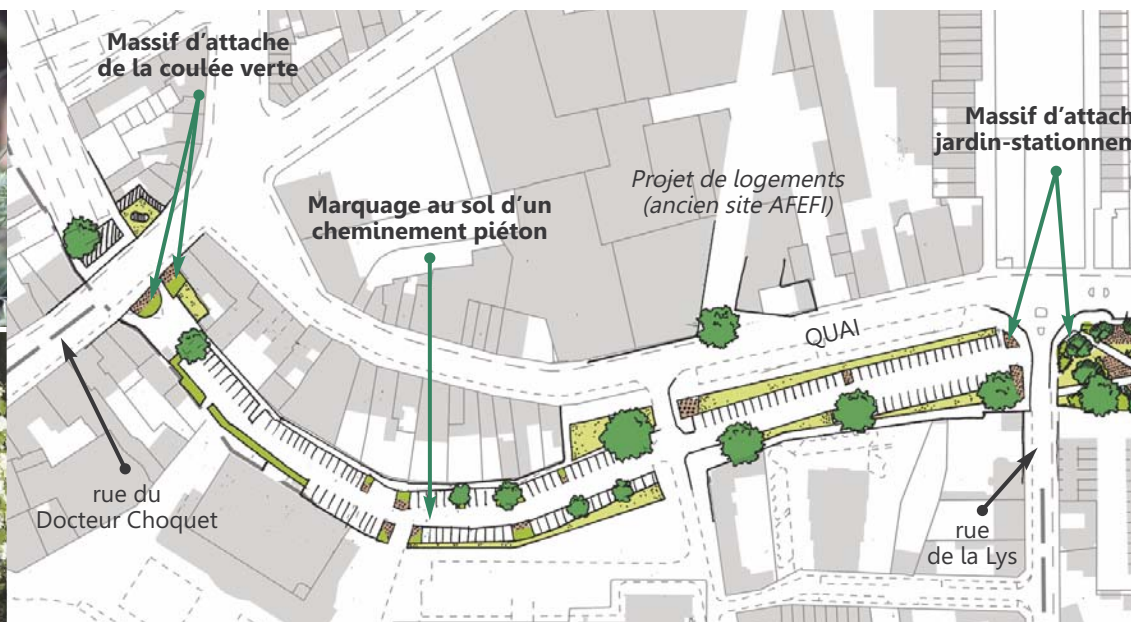 Massif d'attache
de la coulée verte
Massif d'attach
jardin-stationnem
Projet de logements
(ancien site AFEFI)
Marquage au sol d'un
cheminement piéton
QUAI
rue du
Docteur Choquet
rue
de la Lys